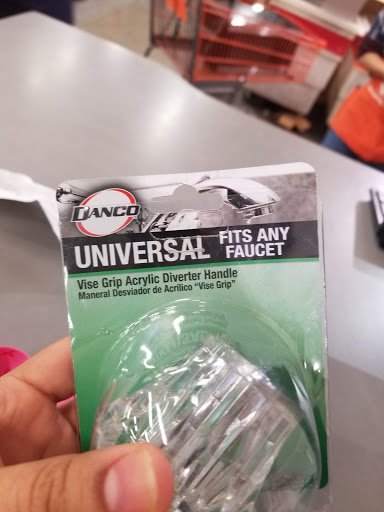 DANCO
UNIVERSAL FITS ANY FAUCET
Vise Grip Acrylic Diverter Handle
Maneral Desviador de Acrílico "Vise Grip"